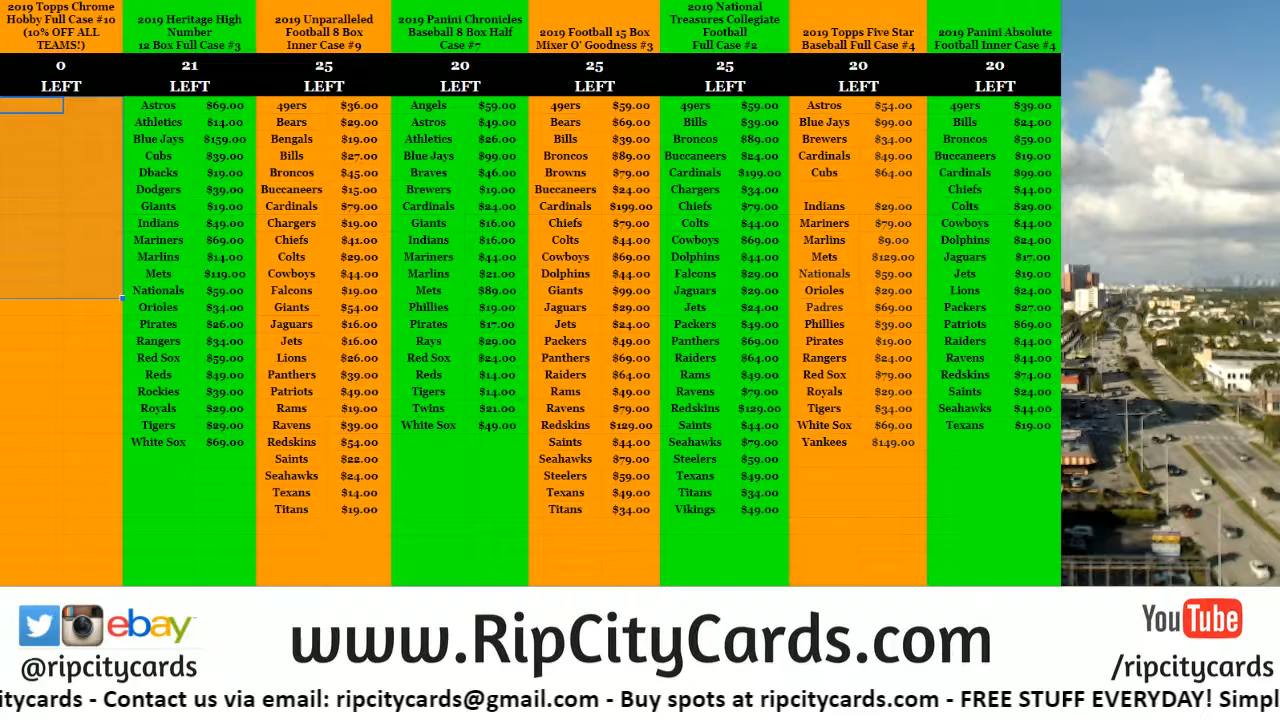 2019 Topps Chrome
Hobby Full Case #10
(10% OFF ALL
TEAMS!)
0
LEFT
2019 Heritage High
Number
12 Box Full Case #3
21
LEFT
Astros $69.00
Athletics $14.00
Blue Jays $159.00
Cubs $39.00
Dbacks $19.00
Dodgers $39.00
Giants $19.00
Indians $49.00
Mariners $69.00
Marlins $14.00
Mets $119.00
Nationals $59.00
Orioles $34.00
Pirates $26.00
Rangers $34.00
Red Sox $59.00
Reds $49.00
Rockies $39.00
Royals $29.00
Tigers $29.00
White Sox $69.00
2019 Unparalleled
Football 8 Box
Inner Case #9
25
LEFT
49ers $36.00
Bears $29.00
Bengals $19.00
Bills $27.00
Broncos $45.00
Buccaneers $15.00
Cardinals $79.00
Chargers $19.00
Chiefs $41.00
Colts $29.00
Cowboys $44.00
Falcons $19.00
Giants $54.00
Jaguars $16.00
Jets $16.00
Lions $26.00
Panthers $39.00
Patriots $49.00
Rams $19.00
Ravens $39.00
Redskins $54.00
Saints $22.00
Seahawks $24.00
Texans $14.00
Titans $19.00
2019 Panini Chronicles
Baseball 8 Box Half
Case #7
20
LEFT
Angels $59.00
Astros $49.00
Athletics $26.00
Blue Jays $99.00
Braves $46.00
Brewers $19.00
Cardinals $24.00
Giants $16.00
Indians $16.00
Mariners $44.00
Marlins $21.00
Mets $89.00
Phillies $19.00
Pirates $17.00
Rays $29.00
Red Sox $24.00
Reds $14.00
Tigers $14.00
Twins $21.00
White Sox $49.00
2019 Football 15 Box
Mixer O' Goodness #3
25
LEFT
49ers $59.00
Bears $69.00
Bills $39.00
Broncos $89.00
Browns $79.00
Buccaneers $24.00
Cardinals $199.00
Chiefs $79.00
Colts $44.00
Cowboys $69.00
Dolphins $44.00
Giants $99.00
Jaguars $29.00
Jets $24.00
Packers $49.00
Panthers $69.00
Raiders $64.00
Rams $49.00
Ravens $79.00
Redskins $129.00
Saints $44.00
Seahawks $79.00
Steelers $59.00
Texans $49.00
Titans $34.00
2019 National
Treasures Collegiate
Football
Full Case #2
25
LEFT
49ers $59.00
Bills $39.00
Broncos $89.00
Buccaneers $24.00
Cardinals $199.00
Chargers $34.00
Chiefs $79.00
Colts $44.00
Cowboys $69.00
Dolphins $44.00
Falcons $29.00
Jaguars $29.00
Jets $24.00
Packers $49.00
Panthers $69.00
Raiders $64.00
Rams $49.00
Ravens $79.00
Redskins $129.00
Saints $44.00
Seahawks $79.00
Steelers $59.00
Texans $49.00
Titans $34.00
Vikings $49.00
2019 Topps Five Star
Baseball Full Case #4
20
LEFT
Astros $54.00
Blue Jays $99.00
Brewers $34.00
Cardinals $49.00
Cubs $64.00
Indians $29.00
Mariners $79.00
Marlins $9.00
Mets $129.00
Nationals $59.00
Orioles $29.00
Padres $69.00
Phillies $39.00
Pirates $19.00
Rangers $24.00
Red Sox $79.00
Royals $29.00
Tigers $34.00
White Sox $69.00
Yankees $149.00
2019 Panini Absolute
Football Inner Case #4
20
LEFT
49ers $39.00
Bills $24.00
Broncos $59.00
Buccaneers $19.00
Cardinals $99.00
Chiefs $44.00
Colts $29.00
Cowboys $44.00
Dolphins $24.00
Jaguars $17.00
Jets $19.00
Lions $24.00
Packers $27.00
Patriots $69.00
Raiders $44.00
Ravens $44.00
Redskins $74.00
Saints $24.00
Seahawks $44.00
Texans $19.00
ebay
@ripcitycards
www.RipCityCards.com
YouTube
/ripcitycards
citycards - Contact us via email: ripcitycards@gmail.com - Buy spots at ripcitycards.com - FREE STUFF EVERYDAY! Simpl